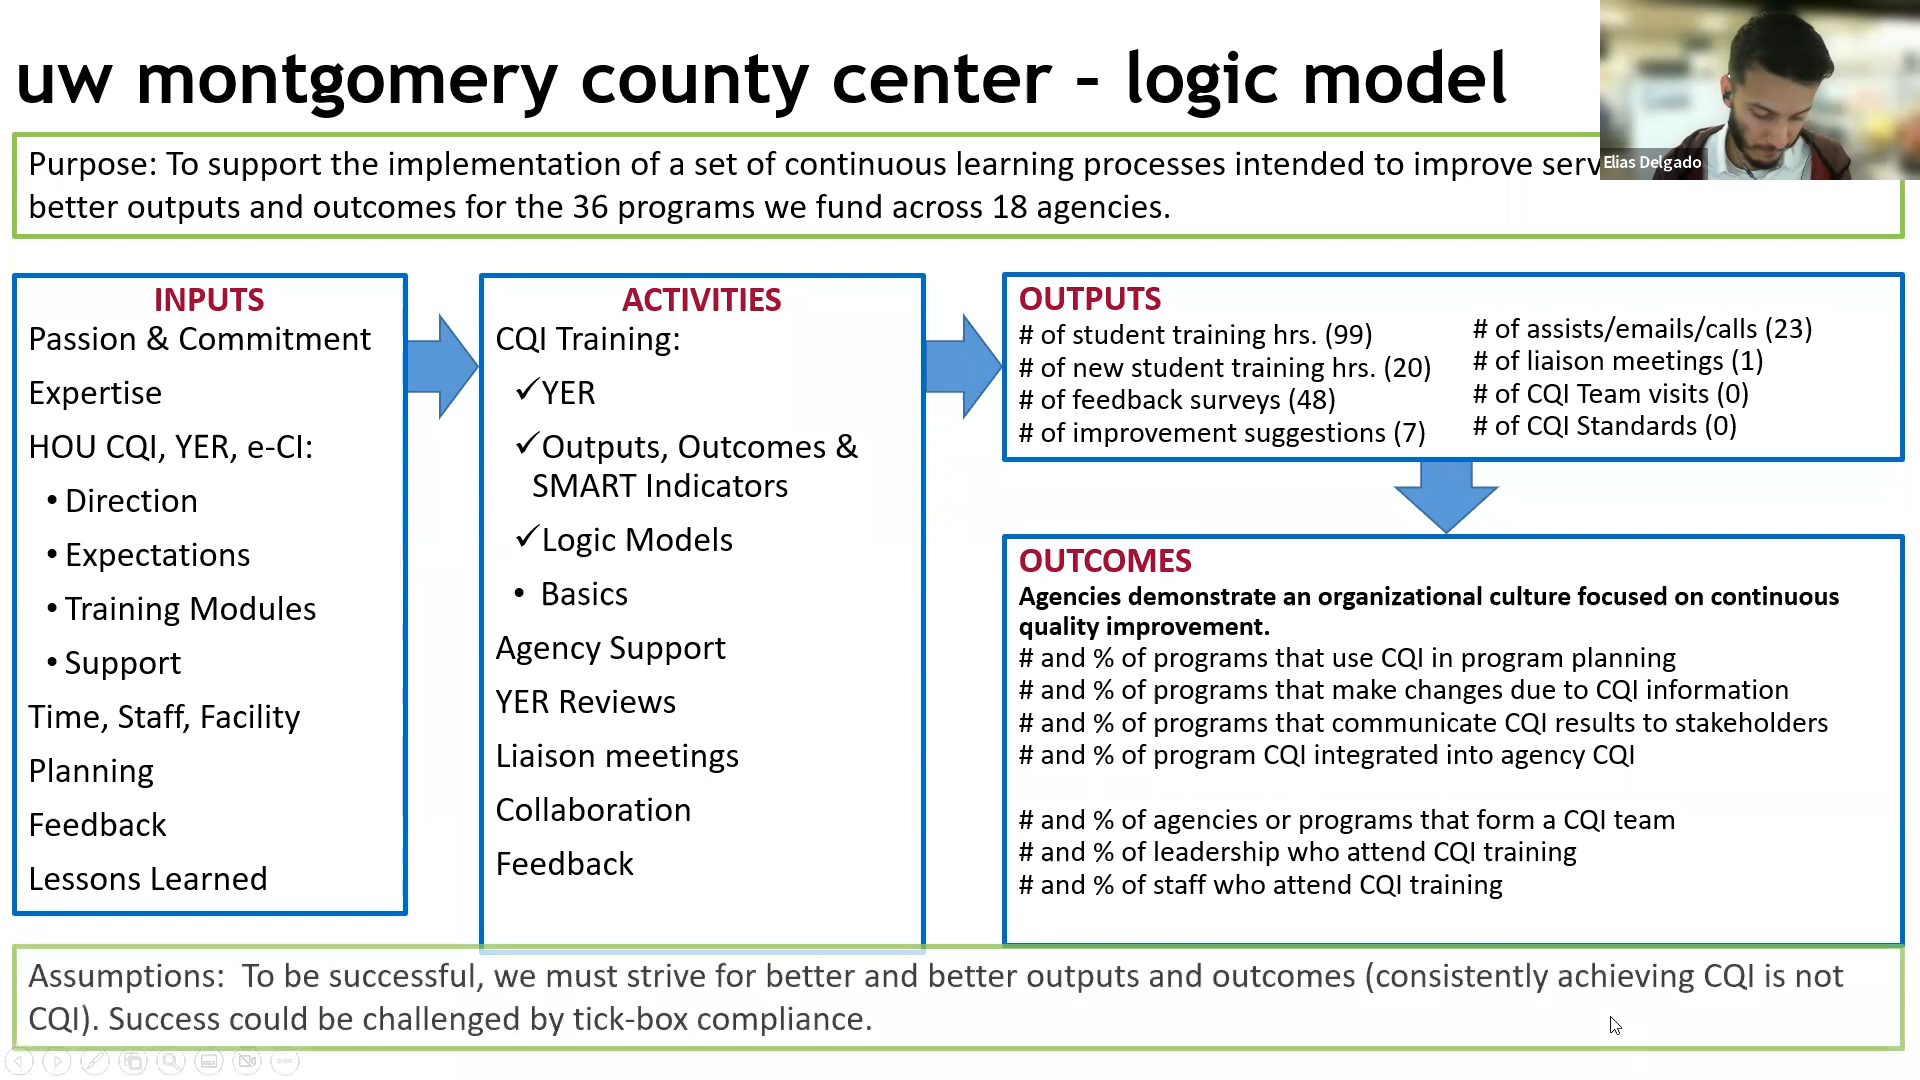 uw montgomery county center – logic model
Elias Delgado
Purpose: To support the implementation of a set of continuous learning processes intended to improve serv
better outputs and outcomes for the 36 programs we fund across 18 agencies.
INPUTS
Passion & Commitment
Expertise
HOU CQI, YER, e-CI:
• Direction
• Expectations
• Training Modules
• Support
Time, Staff, Facility
Planning
Feedback
Lessons Learned
ACTIVITIES
CQI Training:
✓YER
✓Outputs, Outcomes &
SMART Indicators
✓Logic Models
• Basics
Agency Support
YER Reviews
Liaison meetings
Collaboration
Feedback
OUTPUTS
# of student training hrs. (99)
# of new student training hrs. (20)
# of feedback surveys (48)
# of improvement suggestions (7)
# of assists/emails/calls (23)
# of liaison meetings (1)
# of CQI Team visits (0)
# of CQI Standards (0)
OUTCOMES
Agencies demonstrate an organizational culture focused on continuous
quality improvement.
# and % of programs that use CQI in program planning
# and % of programs that make changes due to CQI information
# and % of programs that communicate CQI results to stakeholders
# and % of program CQI integrated into agency CQI
# and % of agencies or programs that form a CQI team
# and % of leadership who attend CQI training
# and % of staff who attend CQI training
Assumptions: To be successful, we must strive for better and better outputs and outcomes (consistently achieving CQI is not
CQI). Success could be challenged by tick-box compliance.